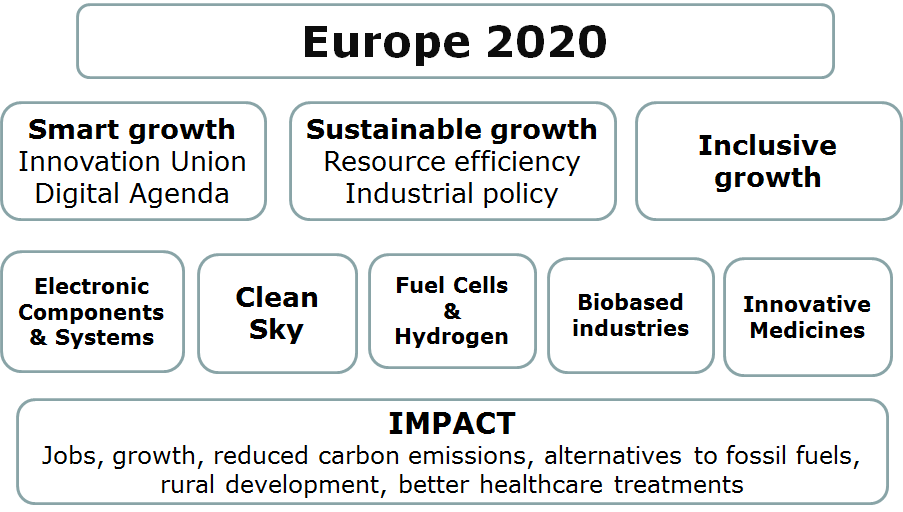 Europe 2020
Smart growth
Innovation Union
Digital Agenda
Sustainable growth
Resource efficiency
Industrial policy
Inclusive
growth
Electronic
Components
& Systems
Clean
Sky
Fuel Cells
&
Hydrogen
Biobased
industries
Innovative
Medicines
IMPACT
Jobs, growth, reduced carbon emissions, alternatives to fossil fuels,
rural development, better healthcare treatments